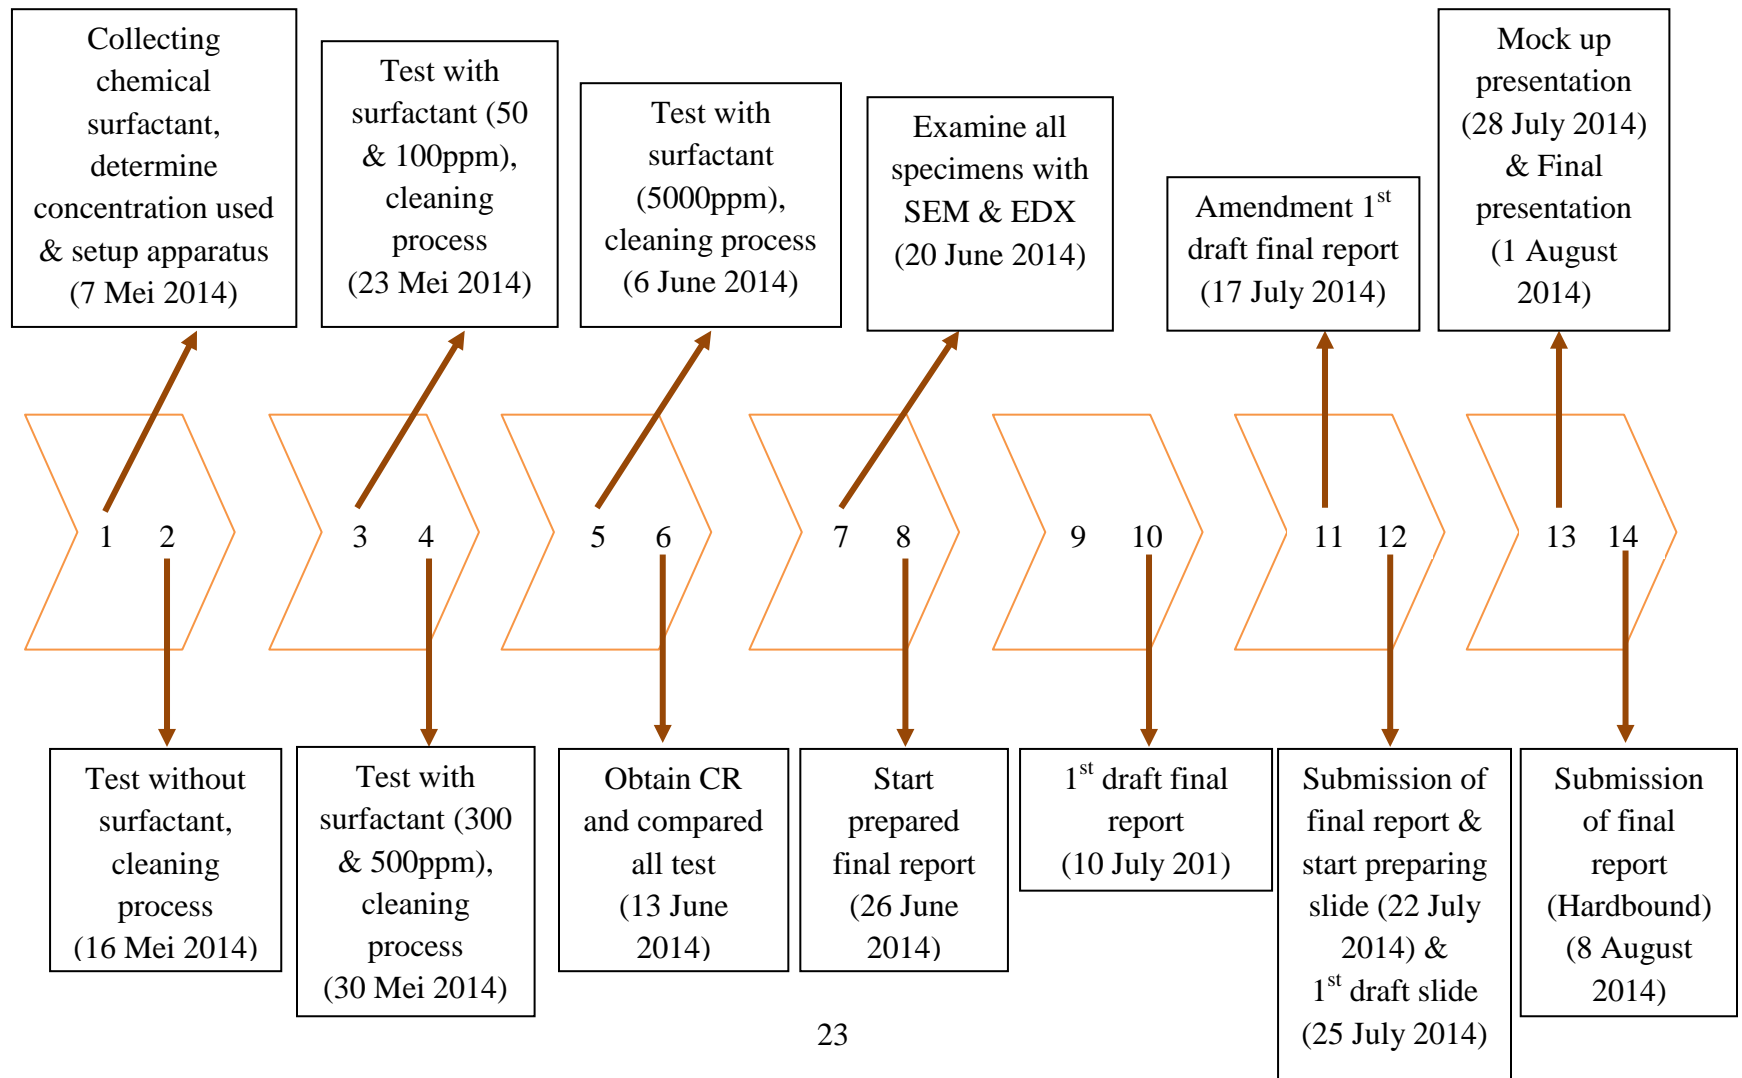 Collecting
chemical
surfactant,
determine
concentration used
& setup apparatus
(7 Mei 2014)
Test with
surfactant (50
& 100ppm),
cleaning
process
(23 Mei 2014)
Test with
surfactant
(5000ppm),
cleaning process
(6 June 2014)
Examine all
specimens with
SEM & EDX
(20 June 2014)
Amendment 1st
draft final report
(17 July 2014)
Mock up
presentation
(28 July 2014)
& Final
presentation
(1 August
2014)
1 2 3 4 5 6 7 8 9 10 11 12 13 14
Test without
surfactant,
cleaning
process
(16 Mei 2014)
Test with
surfactant (300
& 500ppm),
cleaning
process
(30 Mei 2014)
Obtain CR
and compared
all test
(13 June
2014)
Start
prepared
final report
(26 June
2014)
1st draft final
report
(10 July 201)
Submission of
final report &
start preparing
slide (22 July
2014) &
1st draft slide
(25 July 2014)
Submission
of final
report
(Hardbound)
(8 August
2014)
23